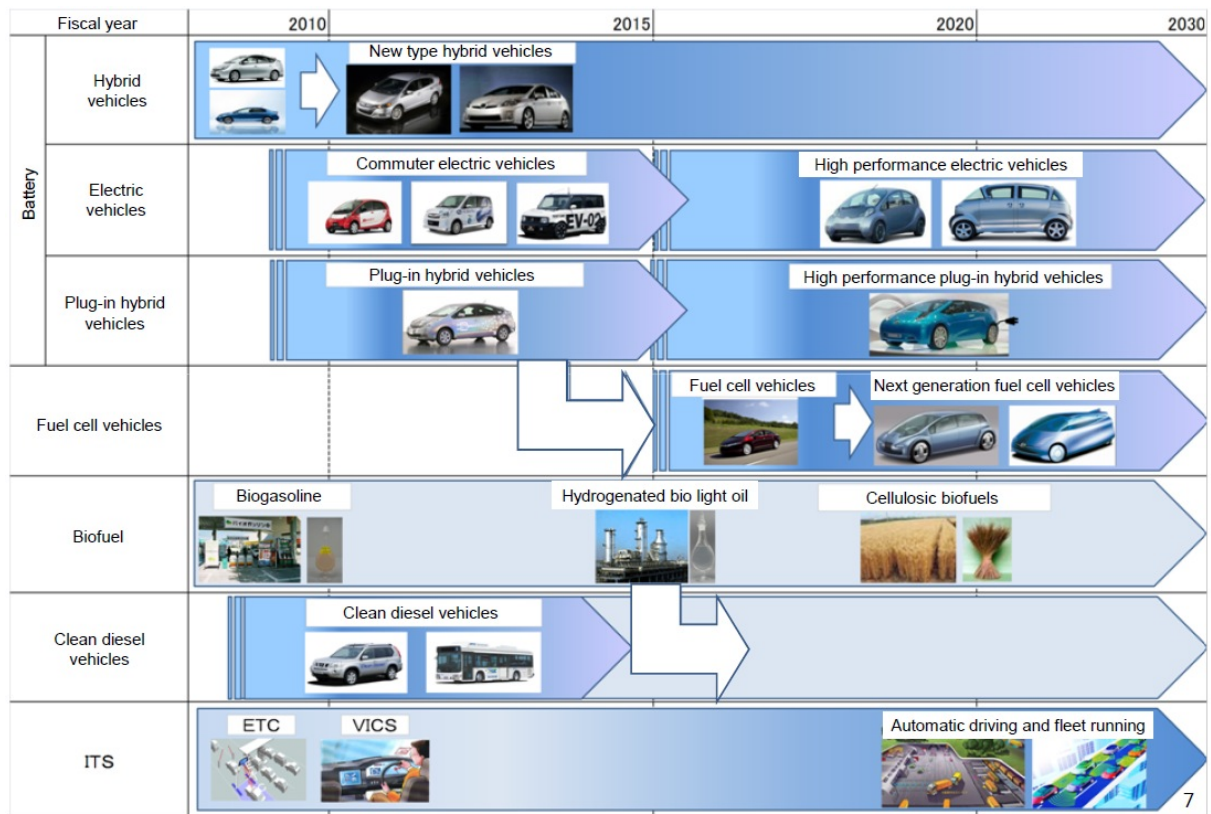 Fiscal year
2010
2015
2020
2030
Battery
Hybrid
vehicles
New type hybrid vehicles
Electric
vehicles
Commuter electric vehicles
EV-02
High performance electric vehicles
Plug-in hybrid
vehicles
Plug-in hybrid vehicles
High performance plug-in hybrid vehicles
Fuel cell vehicles
Fuel cell vehicles
Next generation fuel cell vehicles
Biofuel
Biogasoline
Hydrogenated bio light oil
Cellulosic biofuels
Clean diesel
vehicles
Clean diesel vehicles
ITS
ETC
VICS
Automatic driving and fleet running
7